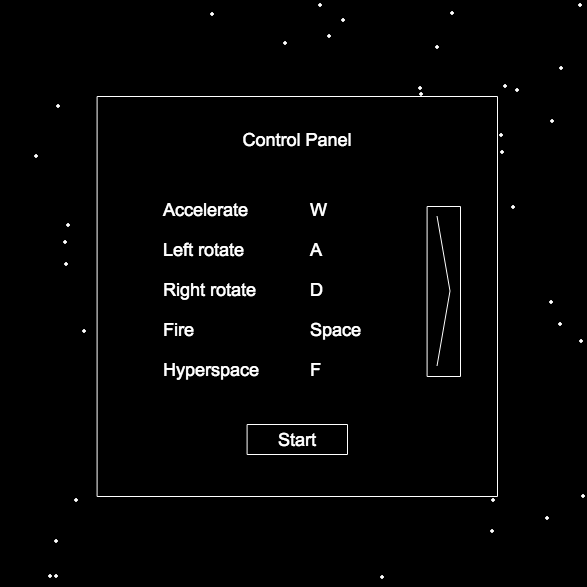 Control Panel
Accelerate W
Left rotate A
Right rotate D
Fire Space
Hyperspace F
Start